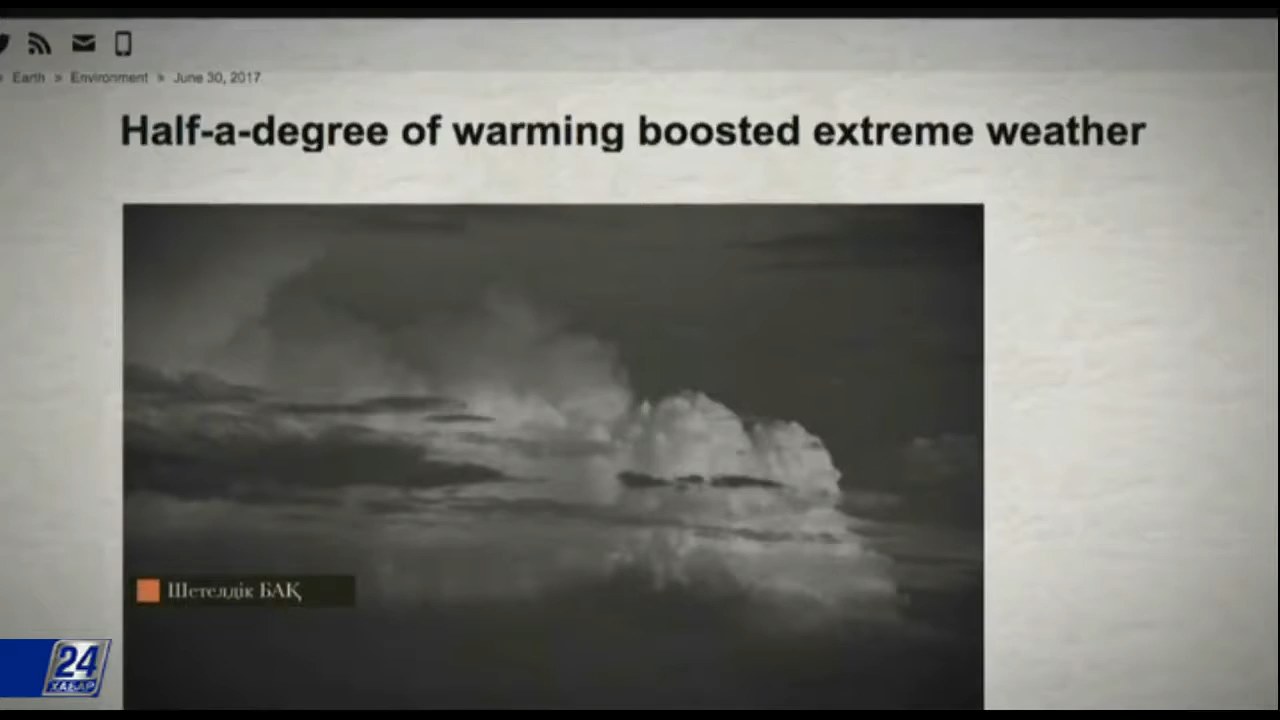 » Earth » Environment » June 30, 2017
Half-a-degree of warming boosted extreme weather
Шетелдік БАҚ
24
ХАБАР